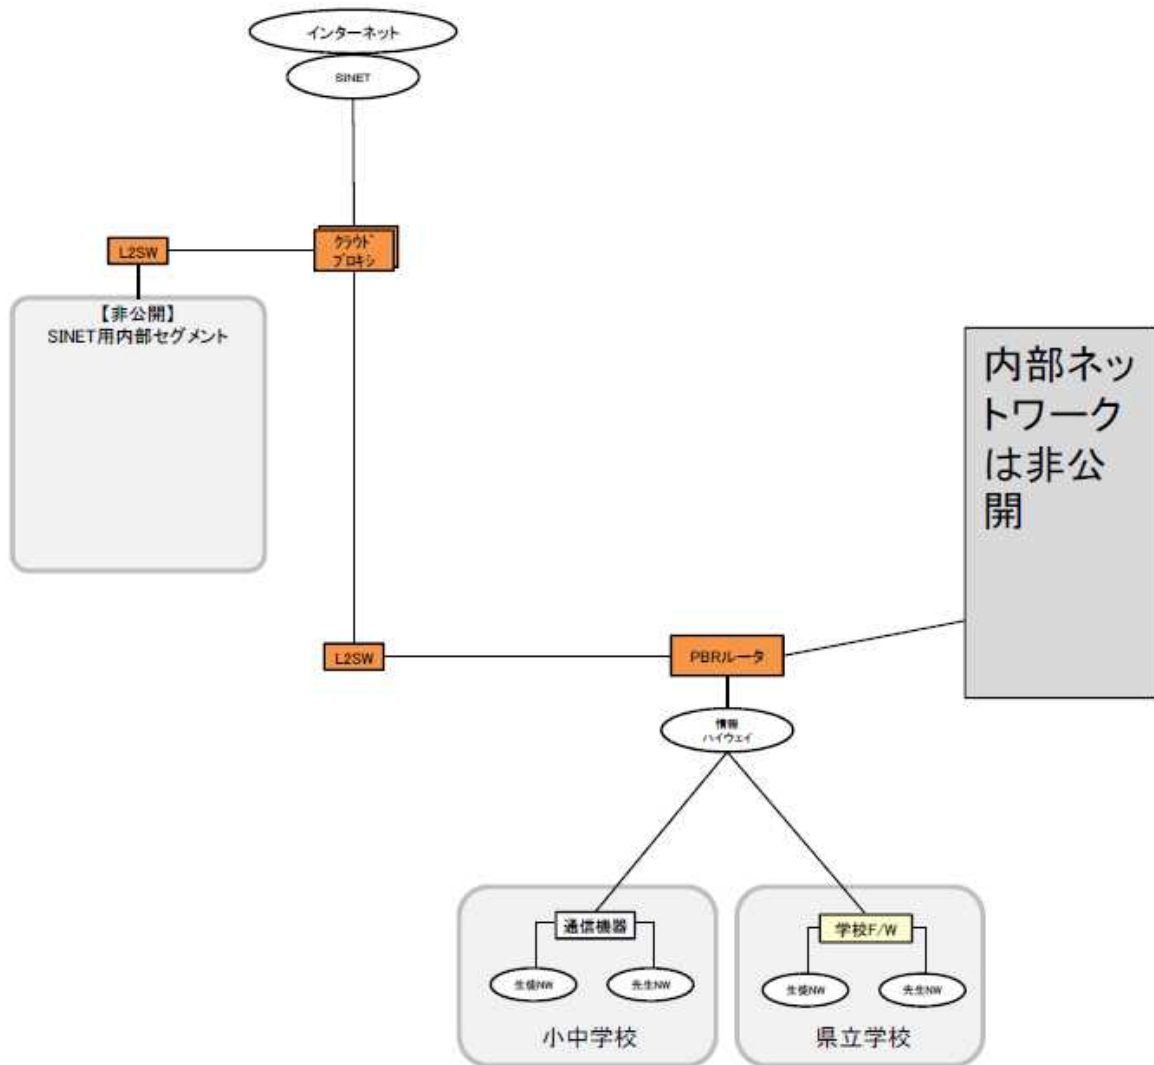 インターネット
SINET
L2SW
クラウド
プロキシ
【非公開】
SINET用内部セグメント
内部ネッ
トワーク
は非公
開
L2SW
PBRルータ
情報
ハイウェイ
通信機器
生徒NW
先生NW
小中学校
学校F/W
生徒NW
先生NW
県立学校